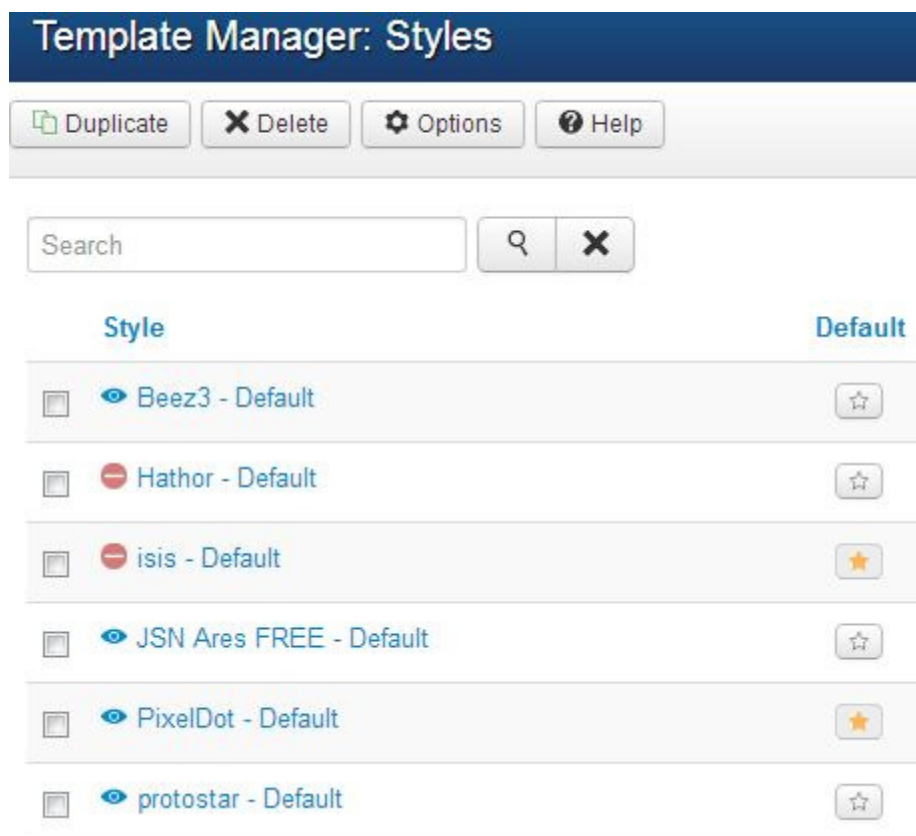 Template Manager: Styles
Duplicate Delete Options Help
Search
Style Default
Beez3 - Default
Hathor - Default
isis - Default
JSN Ares FREE - Default
PixelDot - Default
protostar - Default